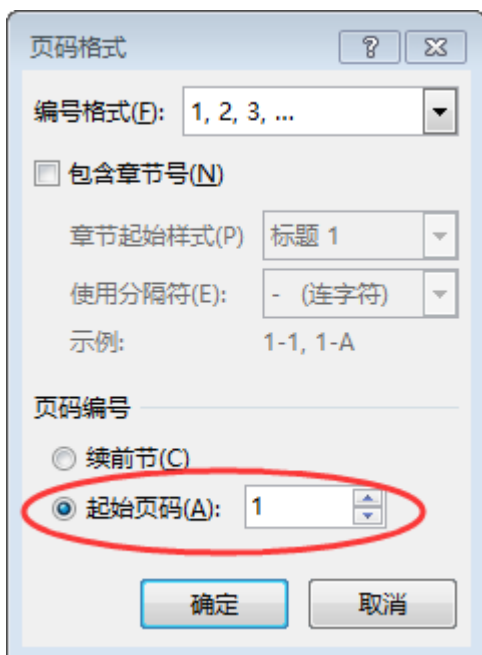 页码格式
编号格式(F): 1, 2, 3, ...
包含章节号(N)
章节起始样式(P) 标题 1
使用分隔符(E): - (连字符)
示例: 1-1, 1-A
页码编号
续前节(C)
起始页码(A): 1
确定 取消